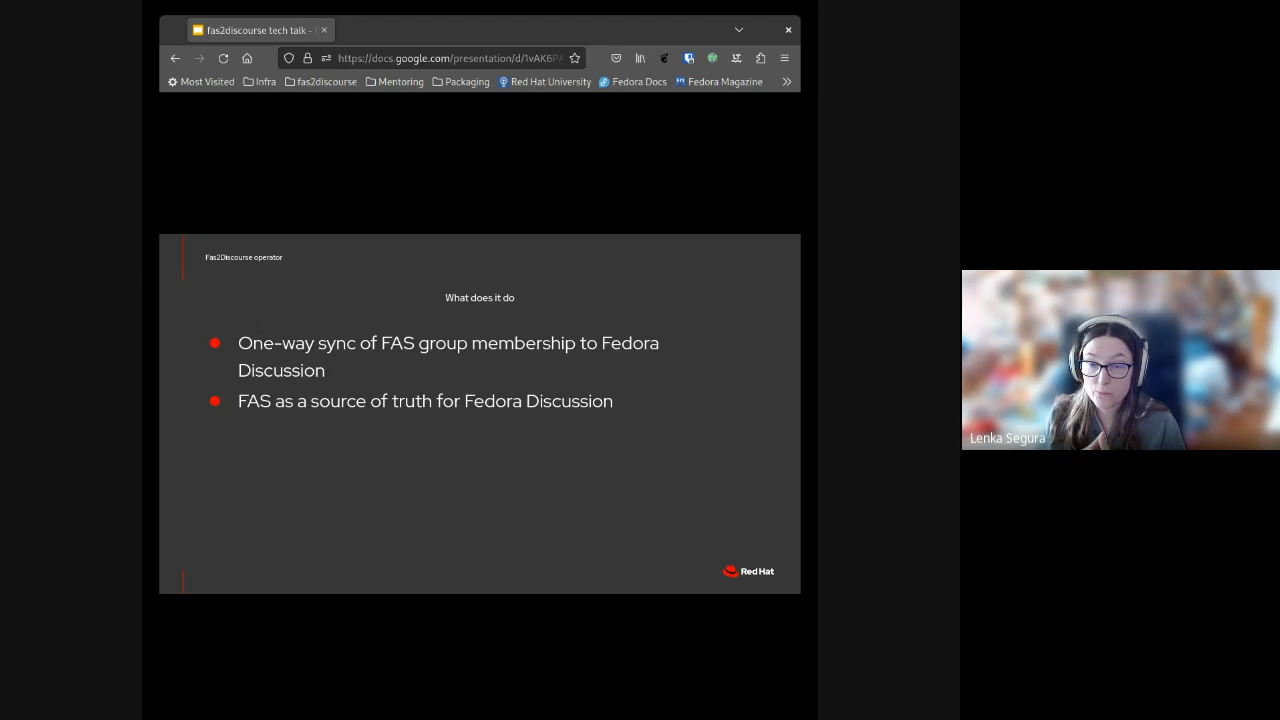 fas2discourse tech talk -
https://docs.google.com/presentation/d/1vAK6P
Most Visited Infra fas2discourse Mentoring Packaging Red Hat University Fedora Docs Fedora Magazine
Fas2Discourse operator
What does it do
One-way sync of FAS group membership to Fedora
Discussion
FAS as a source of truth for Fedora Discussion
Red Hat
Lenka Segura